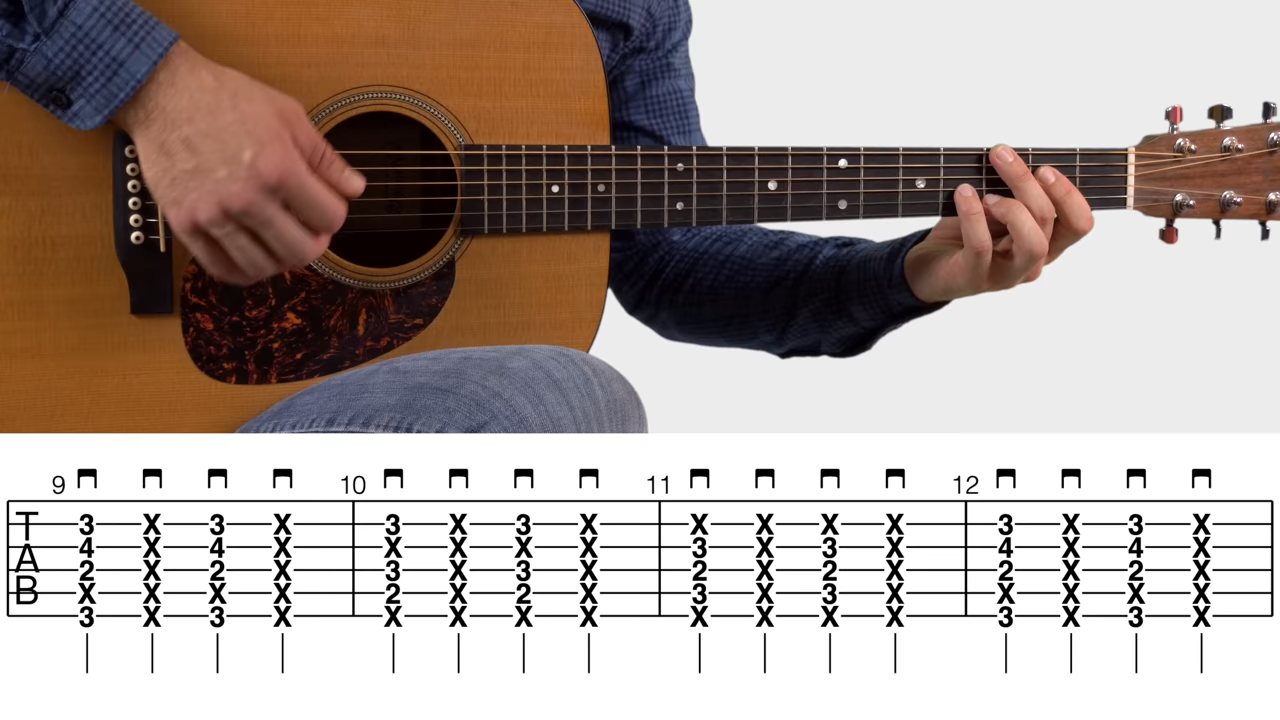 9 10 11 12
T 3 X 3 X 3 X 3 X X X X X 3 X 3 X
A 4 X 4 X X X X X 3 X 3 X 4 X 4 X
2 X 2 X 3 X 3 X 2 X 2 X 2 X 2 X
B X X X X 2 X 2 X 3 X 3 X X X X X
3 X 3 X X X X X X X X X 3 X 3 X